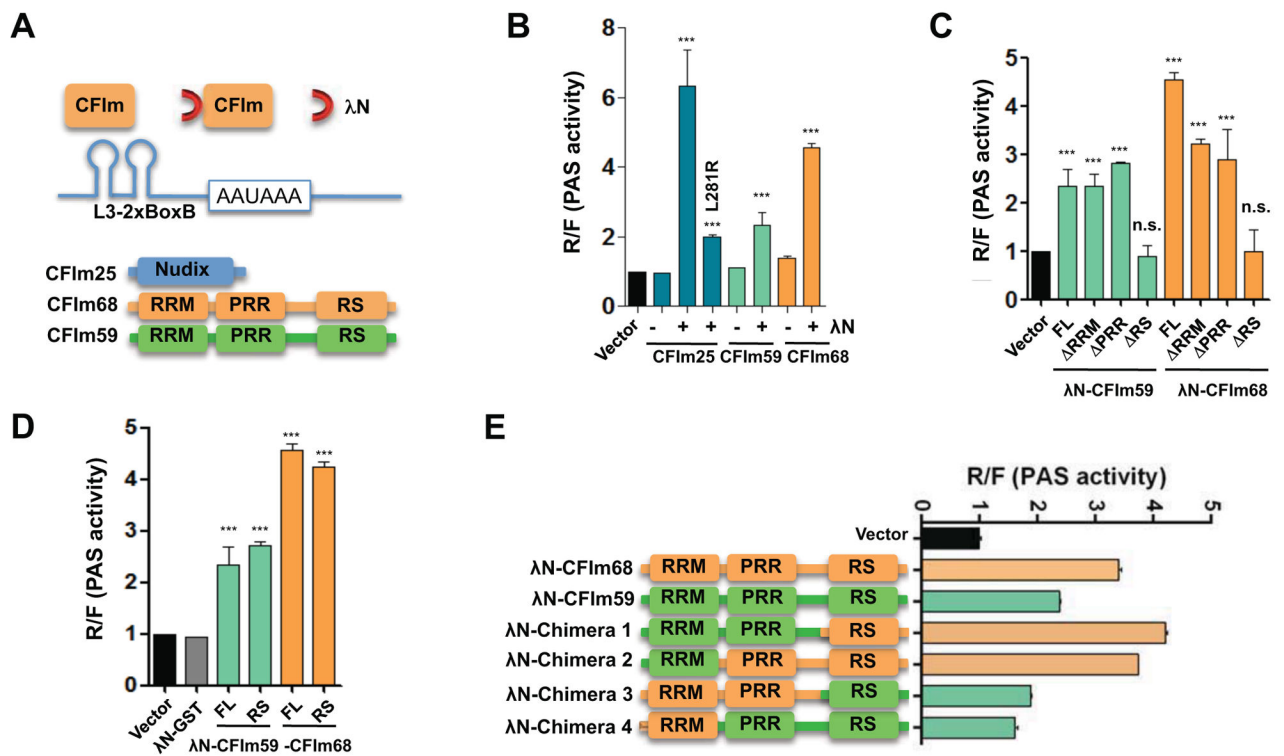 A
CFIm
CFIm
λN
AAUAAA
L3-2xBoxB
CFIm25
Nudix
CFIm68
RRM
PRR
RS
CFIm59
RRM
PRR
RS
B
R/F (PAS activity)
8
6
4
2
0
***
L281R
***
***
***
Vector
- + + - + - + λN
CFIm25 CFIm59 CFIm68
C
R/F (PAS activity)
5
4
3
2
1
0
***
***
***
n.s.
***
***
***
n.s.
Vector
FL
ΔRRM
ΔPRR
ΔRS
FL
ΔRRM
ΔPRR
ΔRS
λN-CFIm59 λN-CFIm68
D
R/F (PAS activity)
5
4
3
2
1
0
***
***
***
***
Vector
λN-GST
FL
RS
FL
RS
λN-CFIm59 -CFIm68
E
R/F (PAS activity)
0 1 2 3 4 5
Vector
λN-CFIm68 RRM PRR RS
λN-CFIm59 RRM PRR RS
λN-Chimera 1 RRM PRR RS
λN-Chimera 2 RRM PRR RS
λN-Chimera 3 RRM PRR RS
λN-Chimera 4 RRM PRR RS